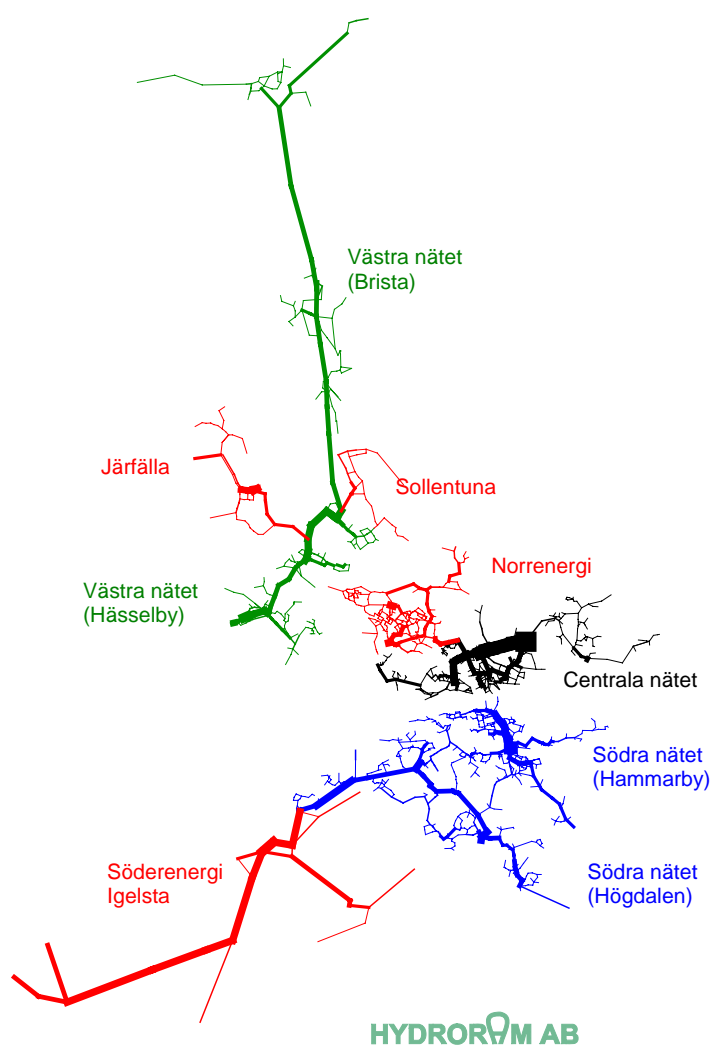 Västra nätet
(Brista)
Järfälla
Sollentuna
Norrenergi
Västra nätet
(Hässelby)
Centrala nätet
Södra nätet
(Hammarby)
Söderenergi
Igelsta
Södra nätet
(Högdalen)
HYDRORAM AB